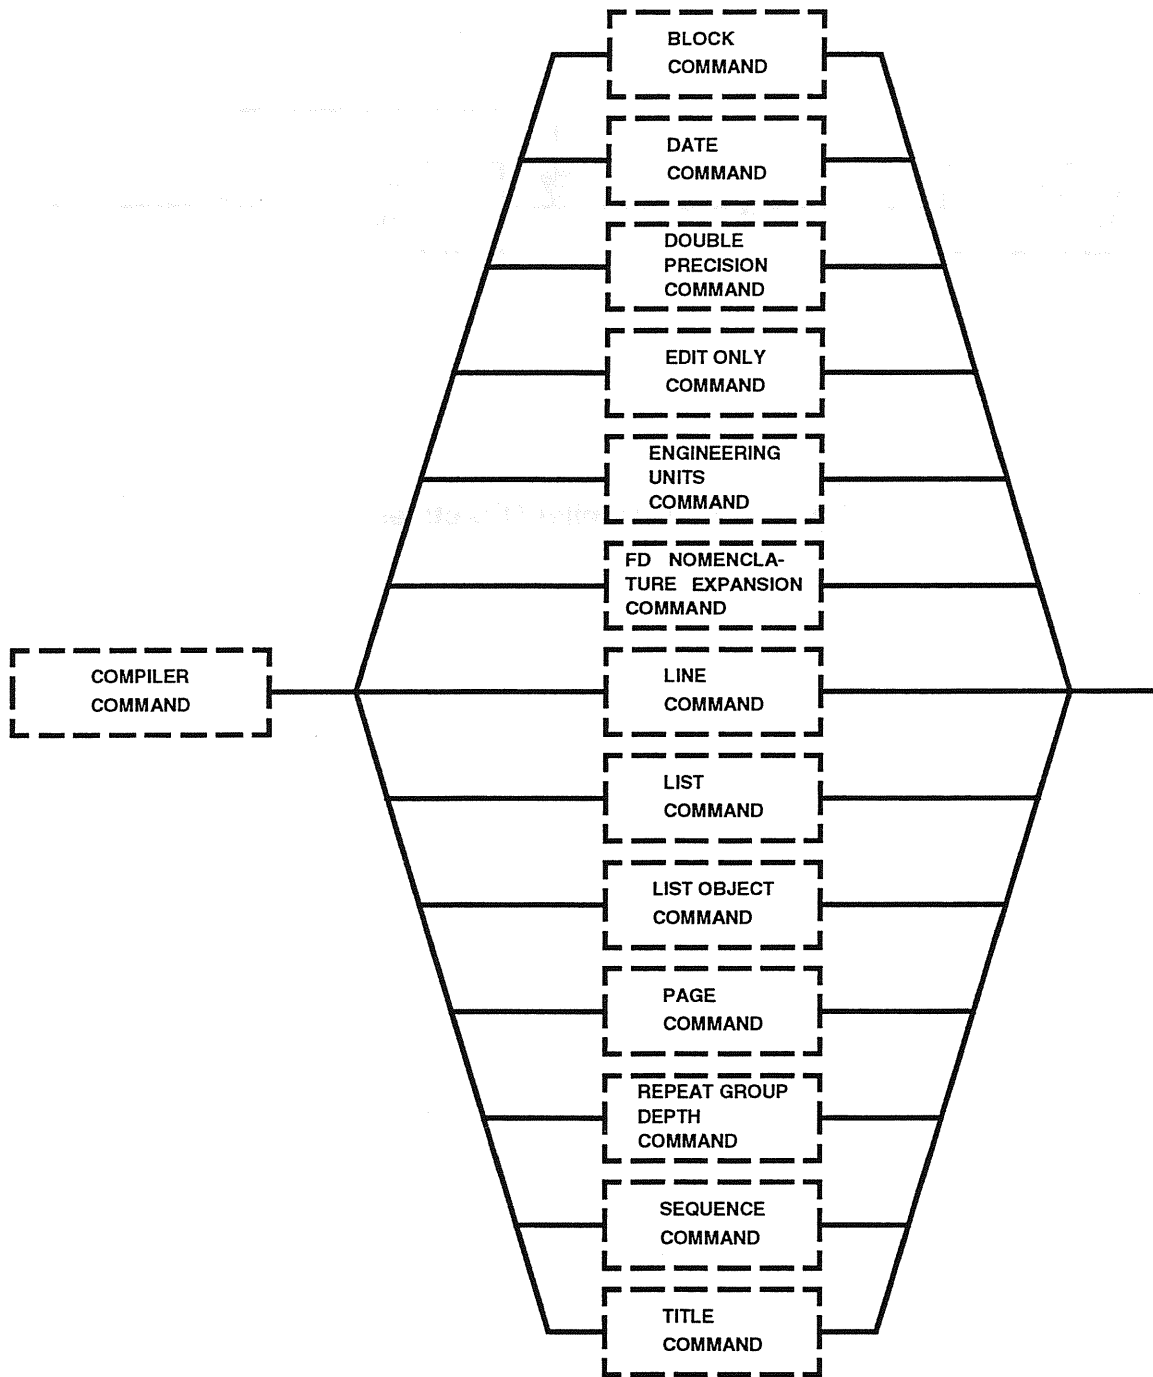 BLOCK
COMMAND
DATE
COMMAND
DOUBLE
PRECISION
COMMAND
EDIT ONLY
COMMAND
ENGINEERING
UNITS
COMMAND
FD NOMENCLA-
TURE EXPANSION
COMMAND
COMPILER
COMMAND
LINE
COMMAND
LIST
COMMAND
LIST OBJECT
COMMAND
PAGE
COMMAND
REPEAT GROUP
DEPTH
COMMAND
SEQUENCE
COMMAND
TITLE
COMMAND